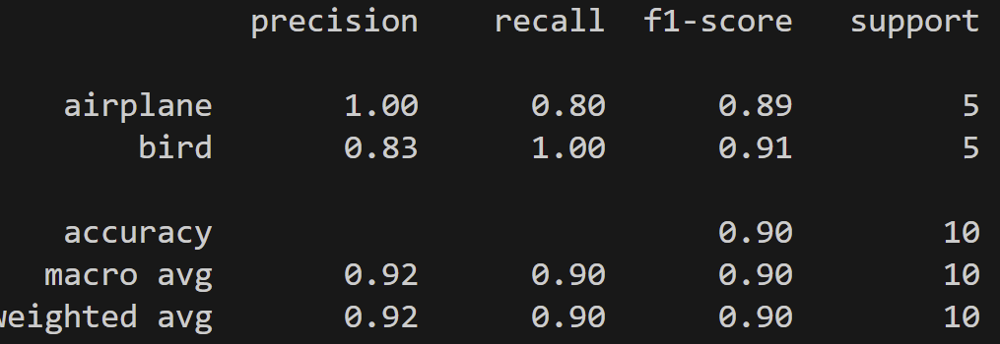 precision recall f1-score support
airplane 1.00 0.80 0.89 5
bird 0.83 1.00 0.91 5
accuracy 0.90 10
macro avg 0.92 0.90 0.90 10
weighted avg 0.92 0.90 0.90 10